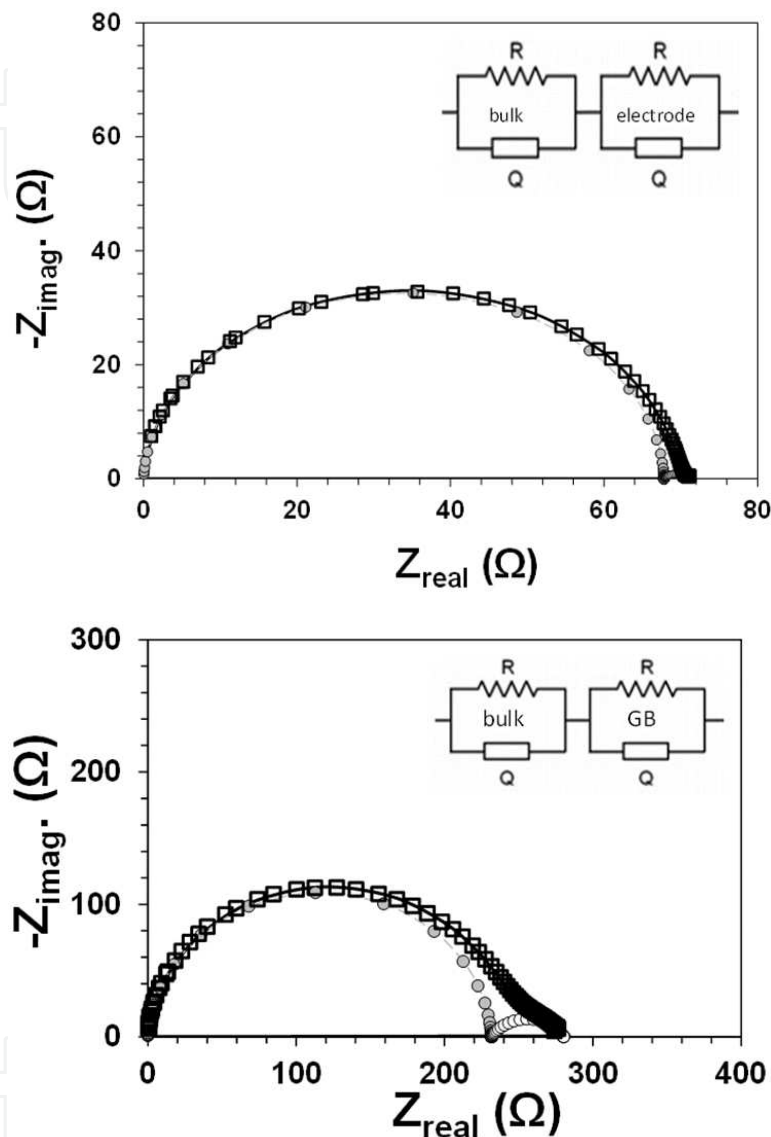 80
60
40
20
0
-Zimag. (Ω)
R
R
bulk
electrode
Q
Q
0
20
40
60
80
Zreal (Ω)
300
200
100
0
-Zimag. (Ω)
R
R
bulk
GB
Q
Q
0
100
200
300
400
Zreal (Ω)